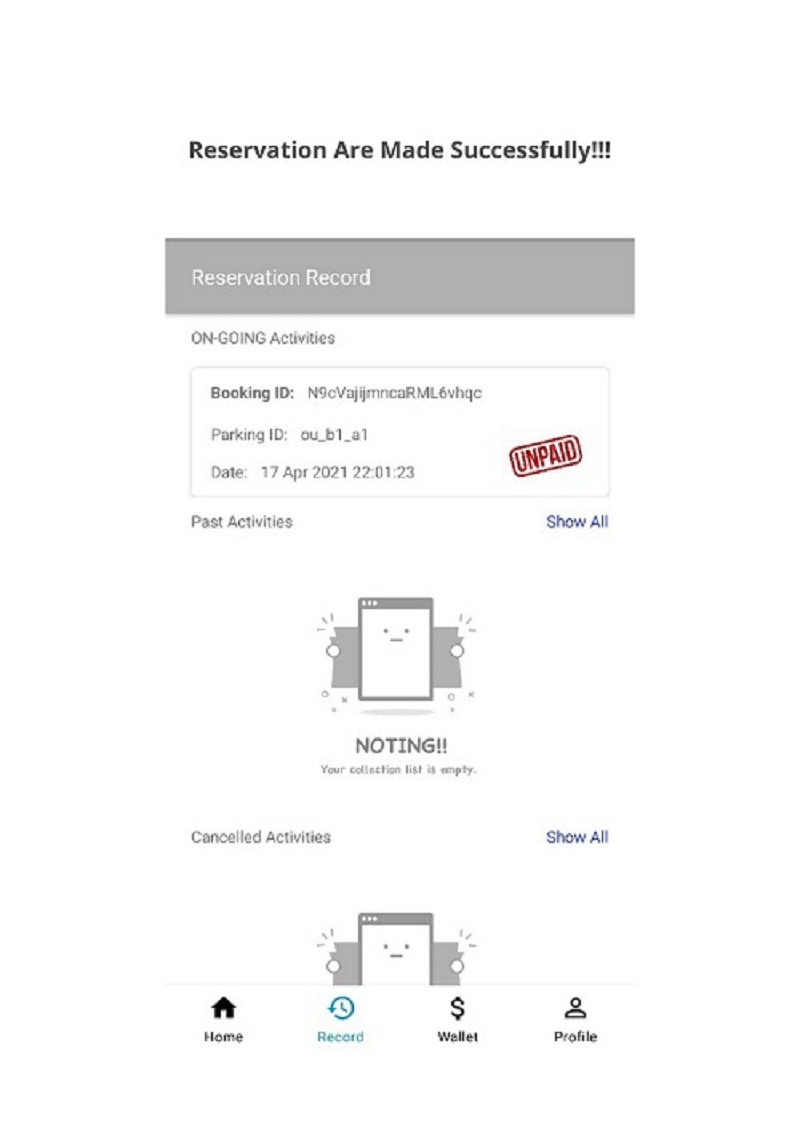 Reservation Are Made Successfully!!!
Reservation Record
ON-GOING Activities
Booking ID: N9cVajijmncaRML6vhqc
Parking ID: ou_b1_a1
UNPAID
Date: 17 Apr 2021 22:01:23
Past Activities Show All
NOTING!!
Your collection list is empty.
Cancelled Activities Show All
Home Record Wallet Profile